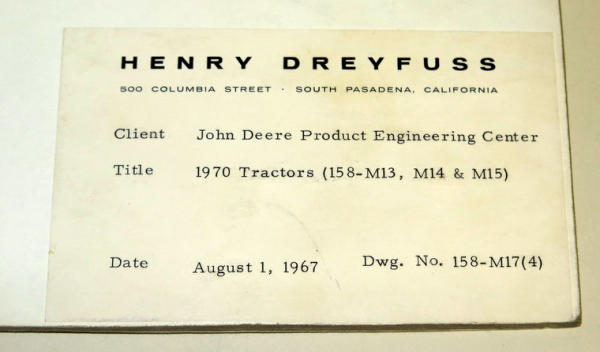 HENRY DREYFUSS
500 COLUMBIA STREET · SOUTH PASADENA, CALIFORNIA
Client John Deere Product Engineering Center
Title 1970 Tractors (158-M13, M14 & M15)
Date August 1, 1967 Dwg. No. 158-M17(4)